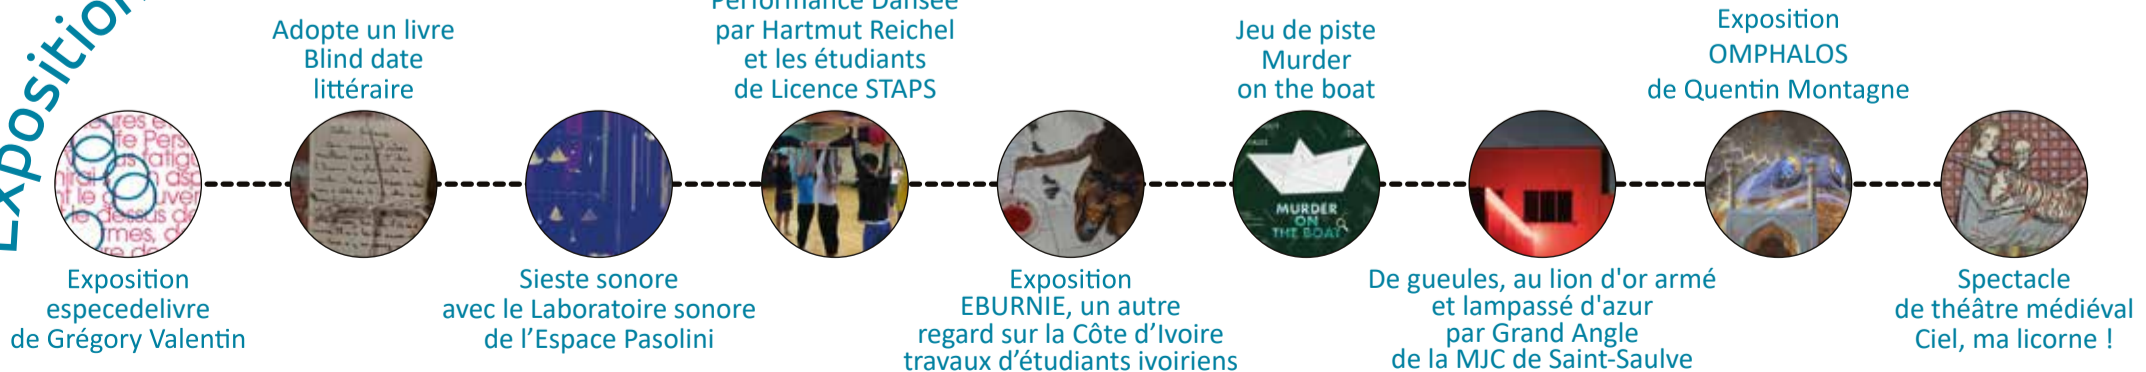 Exposition
Adopte un livre
Blind date
littéraire
Performance Dansée
par Hartmut Reichel
et les étudiants
de Licence STAPS
Jeu de piste
Murder
on the boat
Exposition
OMPHALOS
de Quentin Montagne
MURDER
ON
THE BOAT
Exposition
especedelivre
de Grégory Valentin
Sieste sonore
avec le Laboratoire sonore
de l'Espace Pasolini
Exposition
EBURNIE, un autre
regard sur la Côte d'Ivoire
travaux d'étudiants ivoiriens
De gueules, au lion d'or armé
et lampassé d'azur
par Grand Angle
de la MJC de Saint-Saulve
Spectacle
de théâtre médiéval
Ciel, ma licorne !